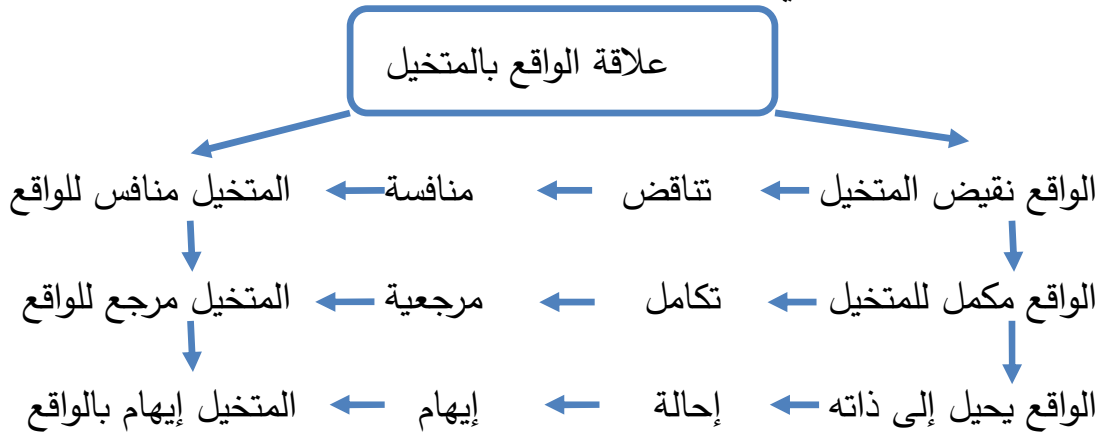 علاقة الواقع بالمتخيل
الواقع نقيض المتخيل تناقض منافسة المتخيل منافس للواقع
الواقع مكمل للمتخيل تكامل مرجعية المتخيل مرجع للواقع
الواقع يحيل إلى ذاته إحالة إيهام المتخيل إيهام بالواقع